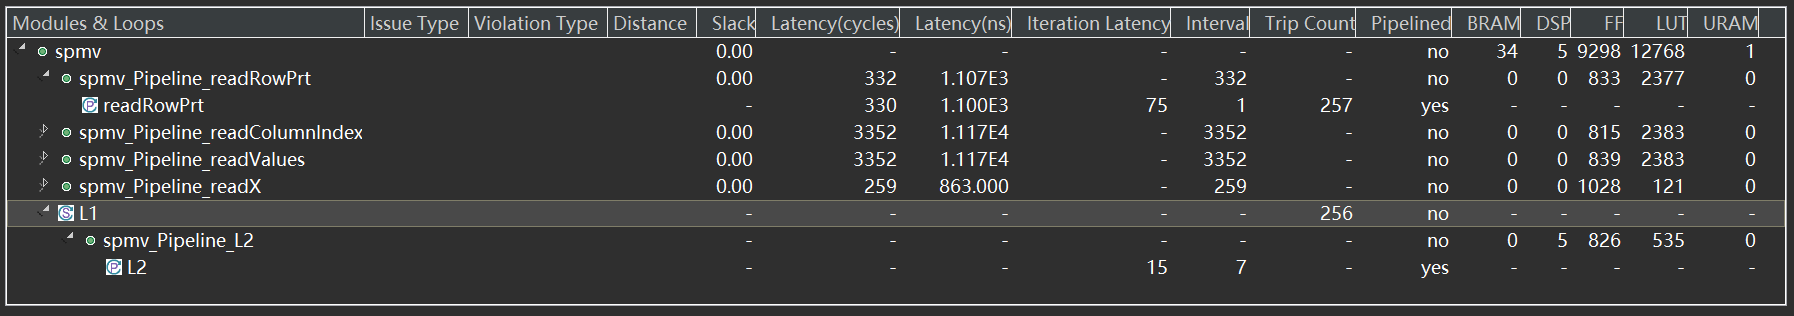 Modules & Loops Issue Type Violation Type Distance Slack Latency(cycles) Latency(ns) Iteration Latency Interval Trip Count Pipelined BRAM DSP FF LUT URAM
spmv 0.00 - - - - - no 34 5 9298 12768 1
spmv_Pipeline_readRowPrt 0.00 332 1.107E3 - 332 - no 0 0 833 2377 0
readRowPrt - 330 1.100E3 75 1 257 yes - - - - -
spmv_Pipeline_readColumnIndex 0.00 3352 1.117E4 - 3352 - no 0 0 815 2383 0
spmv_Pipeline_readValues 0.00 3352 1.117E4 - 3352 - no 0 0 839 2383 0
spmv_Pipeline_readX 0.00 259 863.000 - 259 - no 0 0 1028 121 0
L1 - - - - - 256 no - - - - -
spmv_Pipeline_L2 - - - - - - no 0 5 826 535 0
L2 - - - 15 7 - yes - - - - -